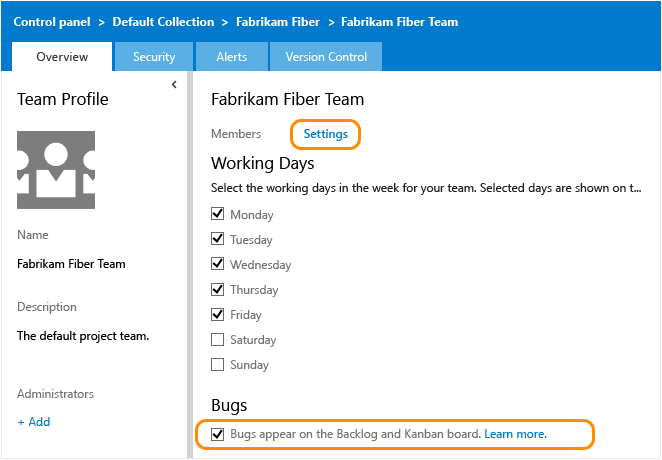 Control panel > Default Collection > Fabrikam Fiber > Fabrikam Fiber Team
Overview Security Alerts Version Control
Team Profile
Name
Fabrikam Fiber Team
Description
The default project team.
Administrators
+ Add
Fabrikam Fiber Team
Members Settings
Working Days
Select the working days in the week for your team. Selected days are shown on t...
Monday
Tuesday
Wednesday
Thursday
Friday
Saturday
Sunday
Bugs
Bugs appear on the Backlog and Kanban board. Learn more.